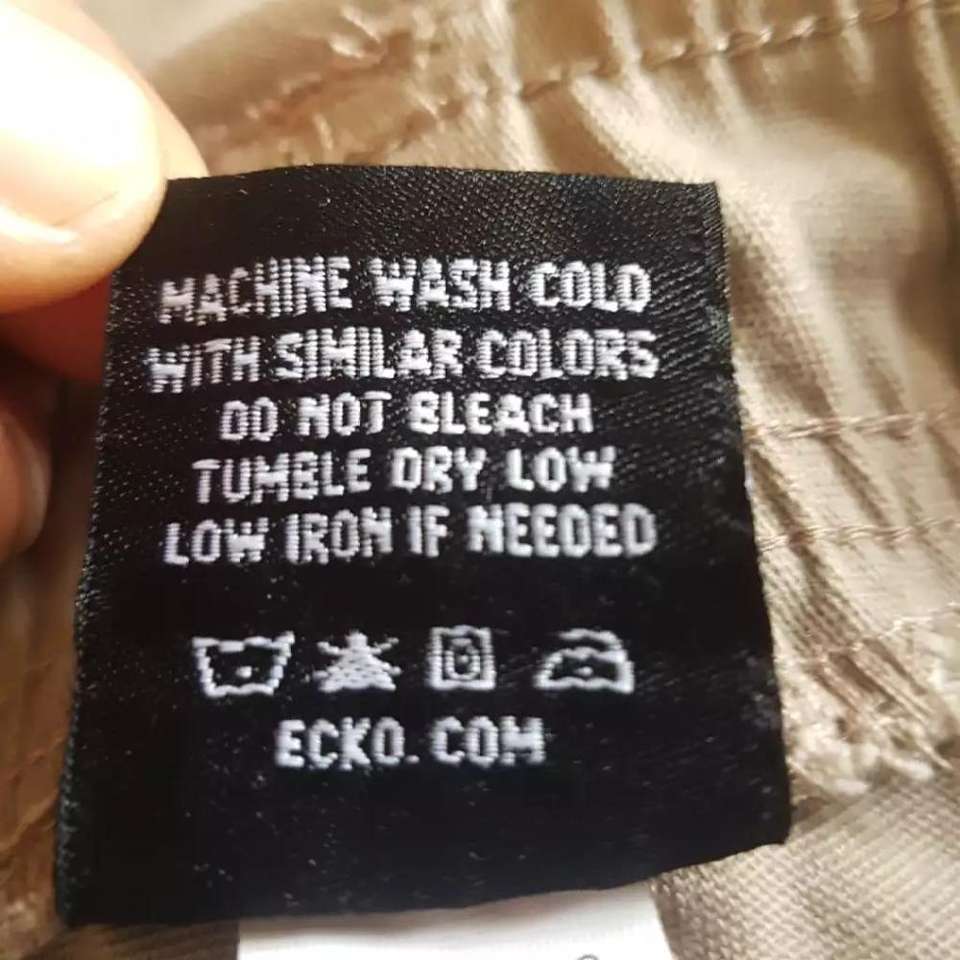 MACHINE WASH COLD
WITH SIMILAR COLORS
DO NOT BLEACH
TUMBLE DRY LOW
LOW IRON IF NEEDED
ECKO.COM